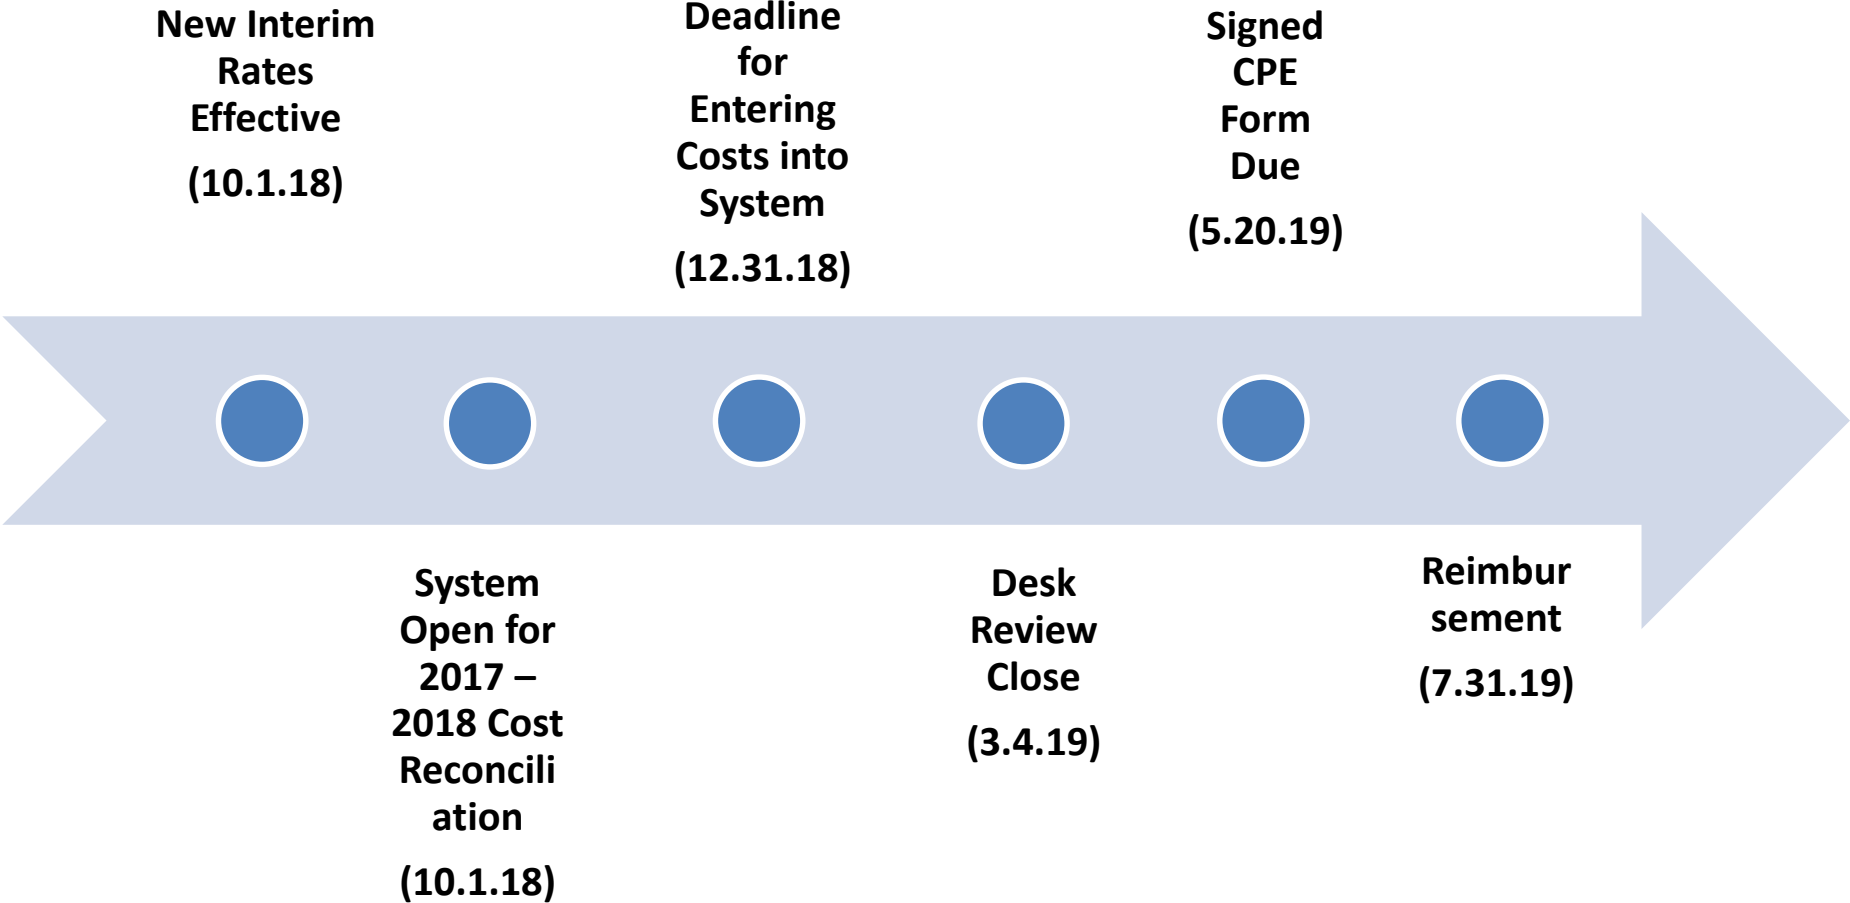 New Interim
Rates
Effective
(10.1.18)
System
Open for
2017 –
2018 Cost
Reconcili
ation
(10.1.18)
Deadline
for
Entering
Costs into
System
(12.31.18)
Desk
Review
Close
(3.4.19)
Signed
CPE
Form
Due
(5.20.19)
Reimbur
sement
(7.31.19)